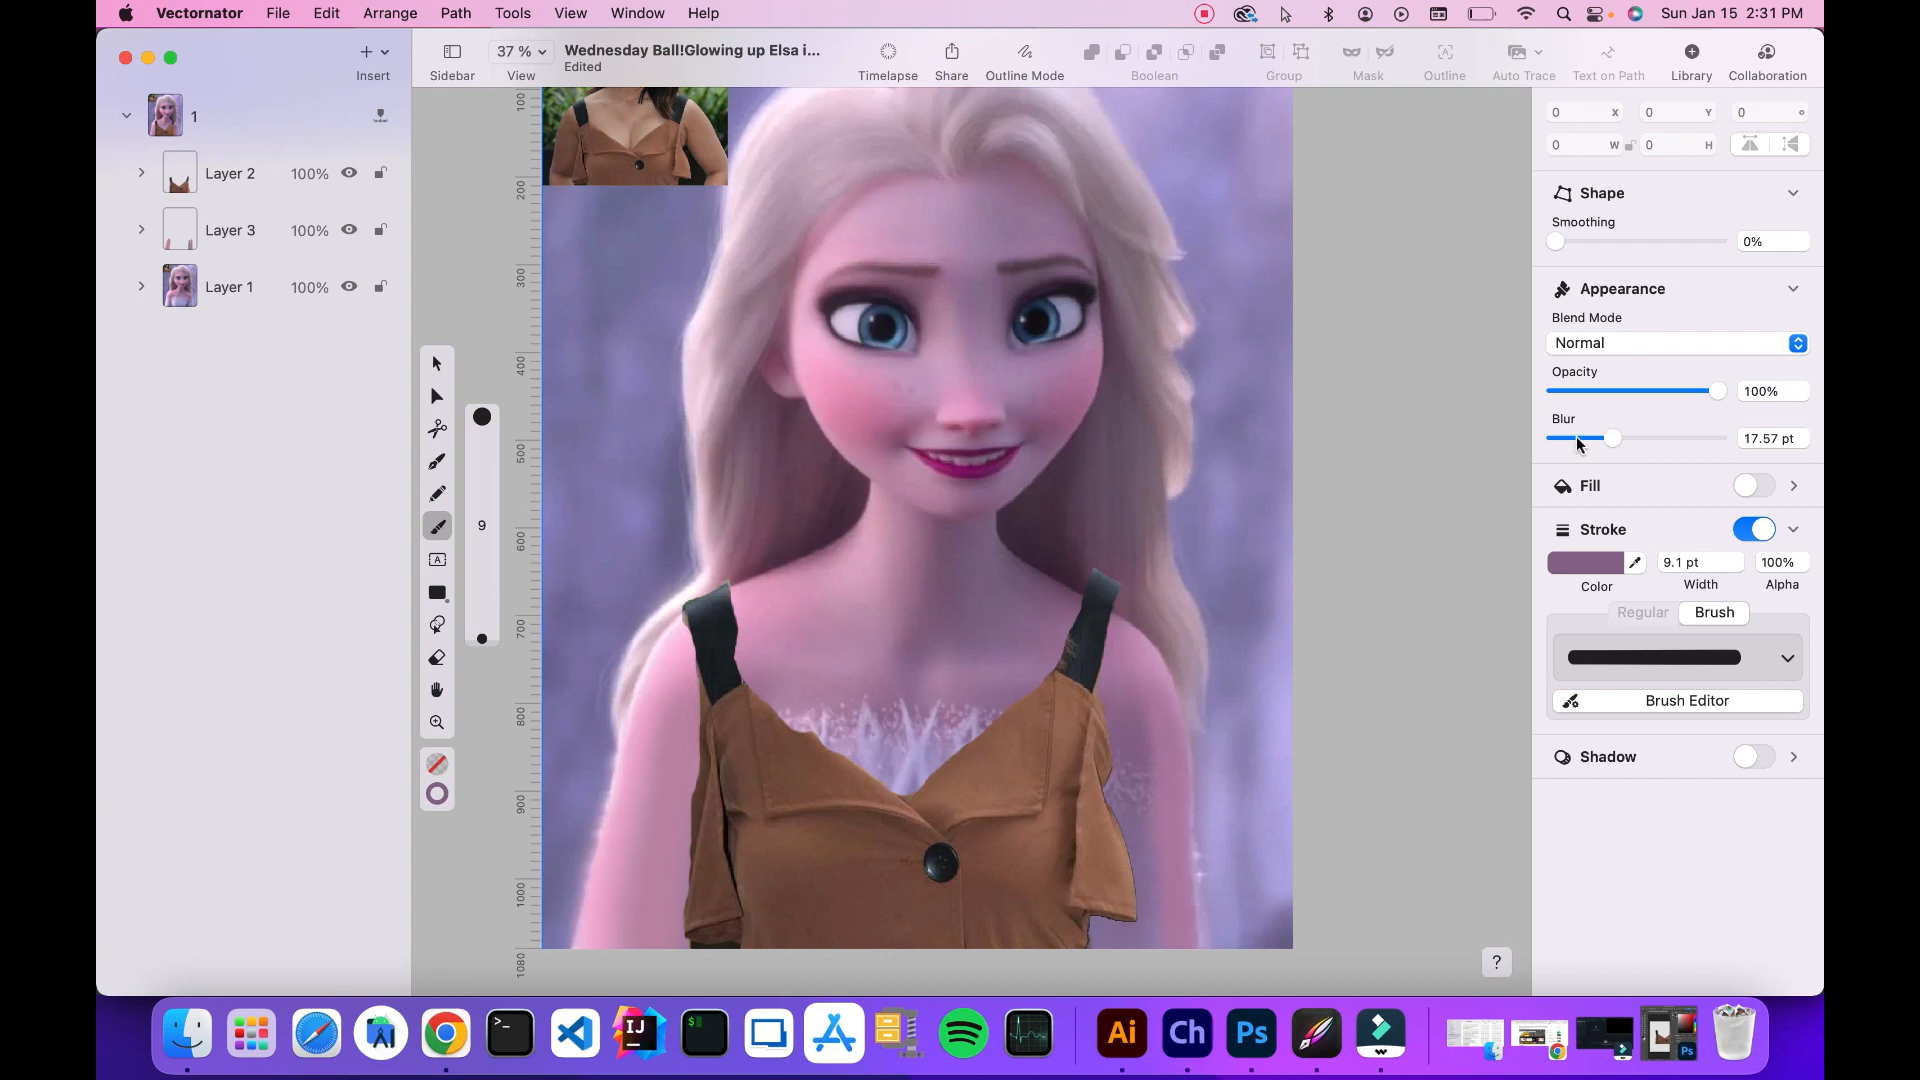 Vectornator File Edit Arrange Path Tools View Window Help Sun Jan 15 2:31 PM
Insert
Sidebar
37 %
View
Wednesday Ball!Glowing up Elsa i...
Edited
Timelapse
Share
Outline Mode
Boolean
Group
Mask
Outline
Auto Trace
Text on Path
Library
Collaboration
1
Layer 2 100%
Layer 3 100%
Layer 1 100%
9
A
100
200
300
400
500
600
700
800
900
1000
1080
0 X 0 Y 0 °
0 W 0 H
Shape
Smoothing
0%
Appearance
Blend Mode
Normal
Opacity
100%
Blur
17.57 pt
Fill
Stroke
9.1 pt 100%
Color Width Alpha
Regular Brush
Brush Editor
Shadow
?
>_
IJ
$
Ai
Ch
Ps
Ps